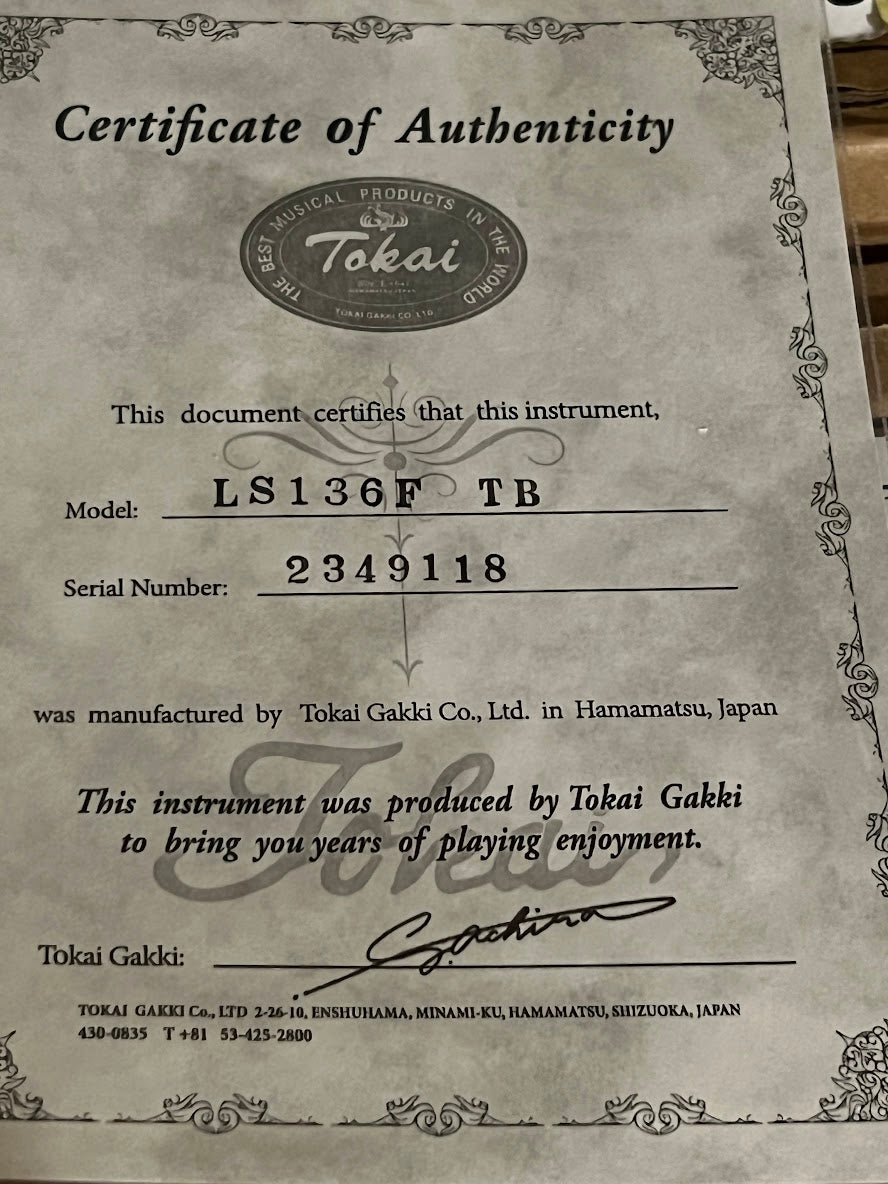 Certificate of Authenticity
THE BEST MUSICAL PRODUCTS IN THE WORLD
Tokai
TOKAI GAKKI CO LTD
This document certifies that this instrument,
Model: LS136F TB
Serial Number: 2349118
was manufactured by Tokai Gakki Co., Ltd. in Hamamatsu, Japan
Tokai
This instrument was produced by Tokai Gakki
to bring you years of playing enjoyment.
Tokai Gakki:
TOKAI GAKKI Co., LTD 2-26-10, ENSHUHAMA, MINAMI-KU, HAMAMATSU, SHIZUOKA, JAPAN
430-0835 T +81 53-425-2800